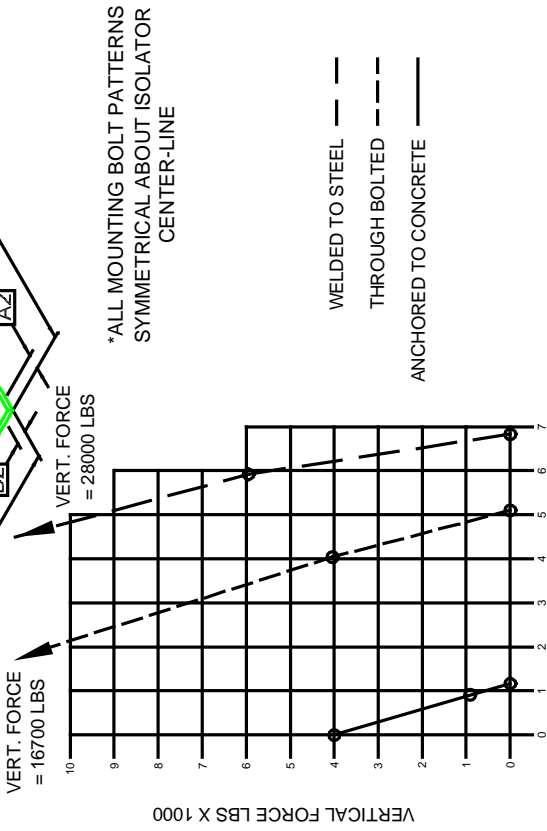 A2
VERT. FORCE
= 28000 LBS
VERT. FORCE
= 16700 LBS
*ALL MOUNTING BOLT PATTERNS
SYMMETRICAL ABOUT ISOLATOR
CENTER-LINE
WELDED TO STEEL
THROUGH BOLTED
ANCHORED TO CONCRETE
VERTICAL FORCE LBS X 1000
10
9
8
7
6
5
4
3
2
1
0
0 1 2 3 4 5 6 7